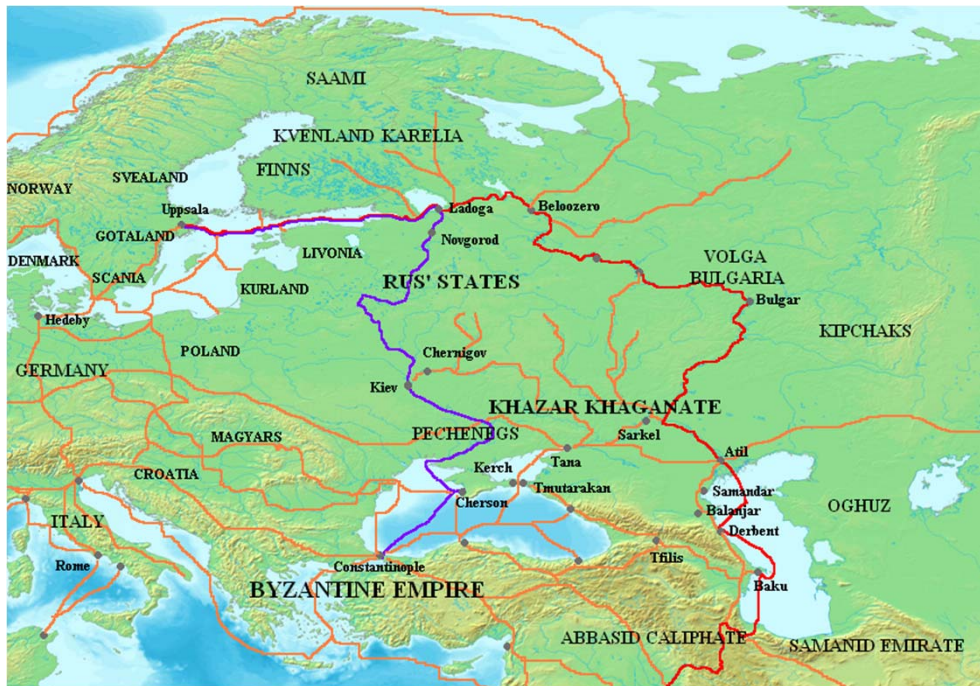 SAAMI
KVENLAND KARELIA
FINNS
SVEALAND
NORWAY
Uppsala
Ladoga
Beloozero
GOTALAND
Novgorod
LIVONIA
DENMARK
SCANIA
VOLGA
BULGARIA
RUS' STATES
KURLAND
Bulgar
Hedeby
KIPCHAKS
POLAND
Chernigov
GERMANY
Kiev
KHAZAR KHAGANATE
Sarkel
PECHENEGS
MAGYARS
Atil
Tana
Kerch
CROATIA
Tmutarakan
Samandar
Cherson
OGHUZ
Balanjar
ITALY
Derbent
Tfilis
Rome
Constantinople
Baku
BYZANTINE EMPIRE
ABBASID CALIPHATE
SAMANID EMIRATE